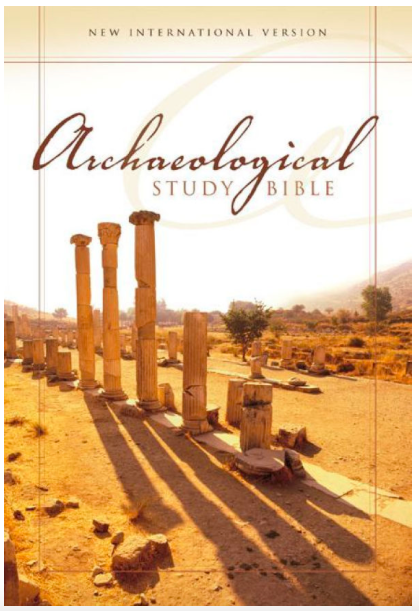 NEW INTERNATIONAL VERSION
Archaeological
STUDY BIBLE